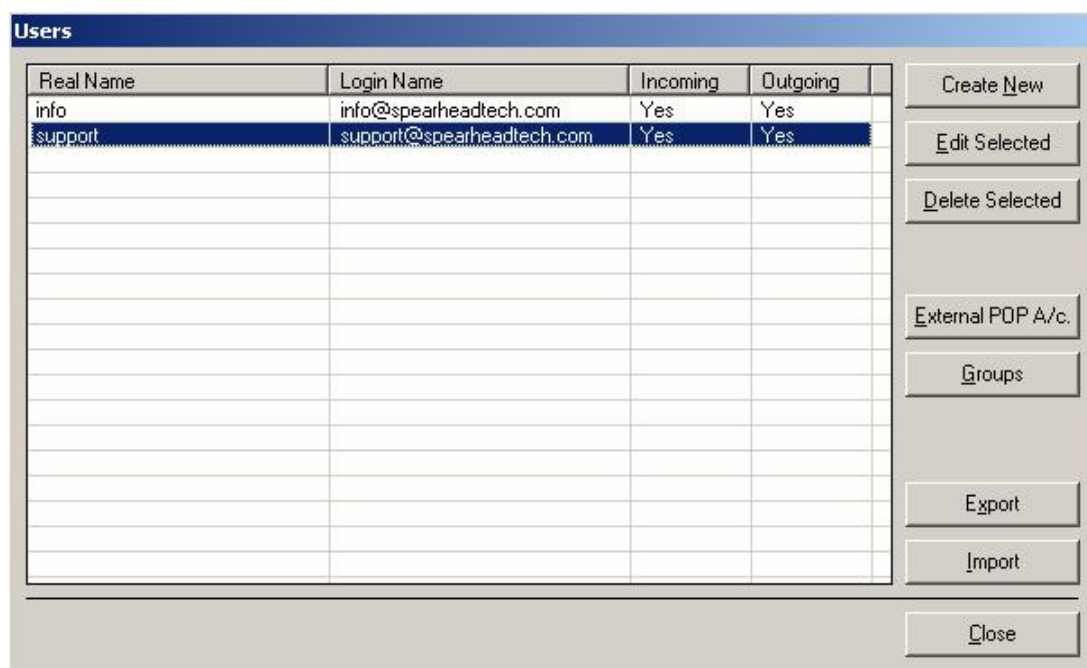 Users
Real Name Login Name Incoming Outgoing
info info@spearheadtech.com Yes Yes
support support@spearheadtech.com Yes Yes
Create New
Edit Selected
Delete Selected
External POP A/c.
Groups
Export
Import
Close